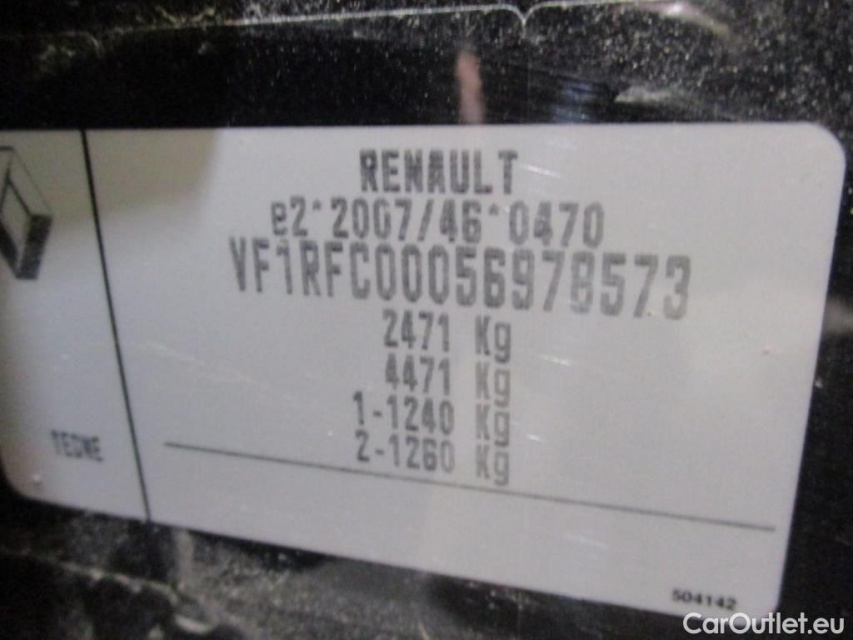 RENAULT
e2*2007/46*0470
VF1RFC00056978573
2471 Kg
4471 Kg
1-1240 Kg
2-1260 Kg
504142
CarOutlet.eu